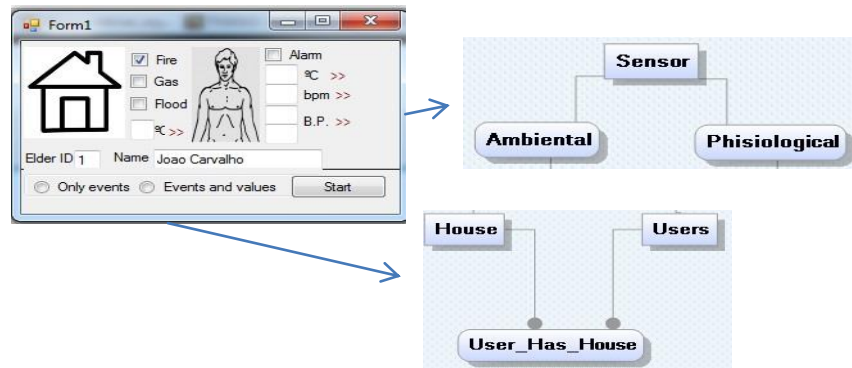 Form1
Fire
Gas
Flood
ºC >>
Alarm
ºC >>
bpm >>
B.P. >>
Elder ID 1 Name Joao Carvalho
Only events Events and values Start
Sensor
Ambiental Phisiological
House Users
User_Has_House